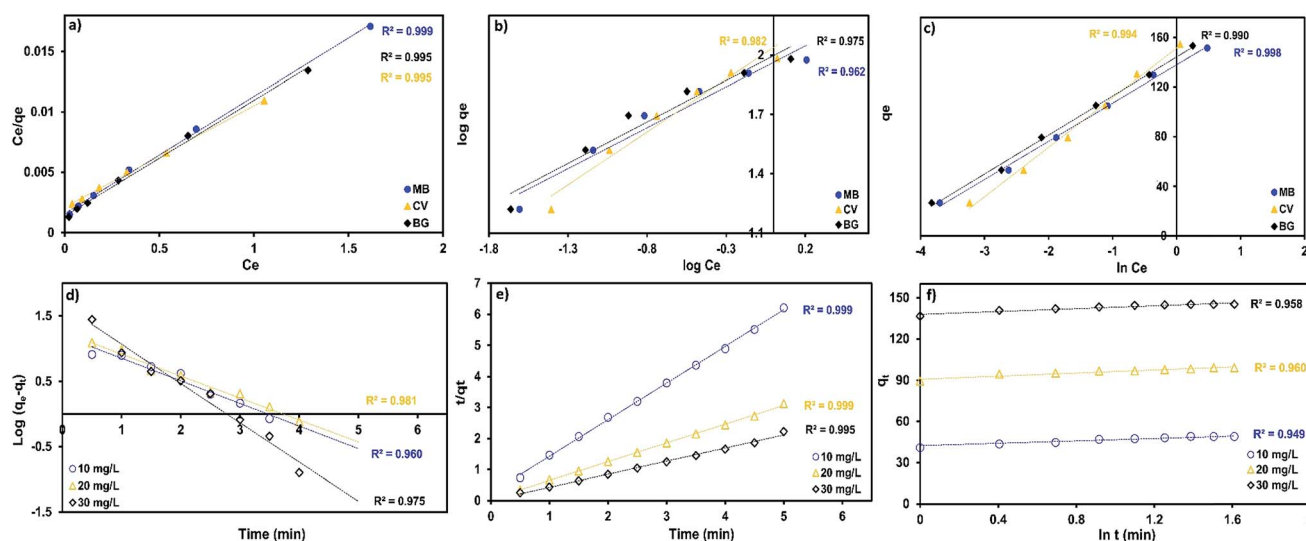 a)
R² = 0.999
R² = 0.995
R² = 0.995
Ce/qe
0.015
0.01
0.005
0
0
0.5
1
1.5
2
Ce
MB
CV
BG
b)
R² = 0.982
R² = 0.975
R² = 0.962
log qe
2
1.7
1.4
1.1
-1.8
-1.3
-0.8
-0.3
0.2
log Ce
MB
CV
BG
c)
R² = 0.994
R² = 0.990
R² = 0.998
qe
160
120
80
40
0
-4
-3
-2
-1
0
1
2
ln Ce
MB
CV
BG
d)
R² = 0.981
R² = 0.960
R² = 0.975
Log (qe-qt)
1.5
0.5
-0.5
-1.5
0
1
2
3
4
5
6
Time (min)
10 mg/L
20 mg/L
30 mg/L
e)
R² = 0.999
R² = 0.999
R² = 0.995
t/qt
7
6
5
4
3
2
1
0
0
1
2
3
4
5
6
Time (min)
10 mg/L
20 mg/L
30 mg/L
f)
R² = 0.958
R² = 0.960
R² = 0.949
qt
150
120
90
60
30
0
0
0.4
0.8
1.2
1.6
ln t (min)
10 mg/L
20 mg/L
30 mg/L